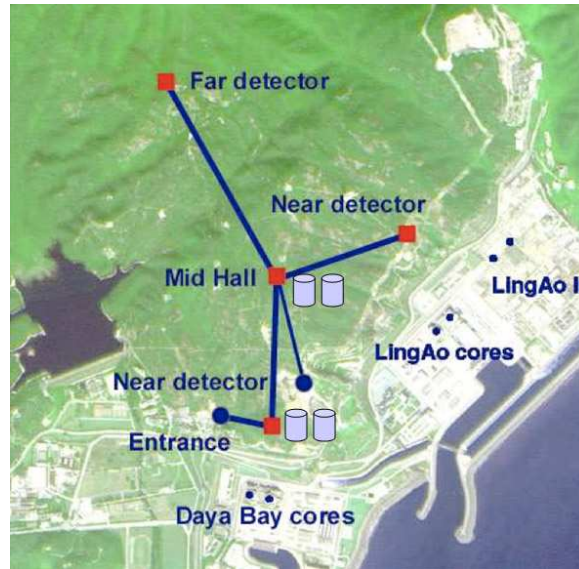 Far detector
Near detector
Mid Hall
LingAo I
LingAo cores
Near detector
Entrance
Daya Bay cores